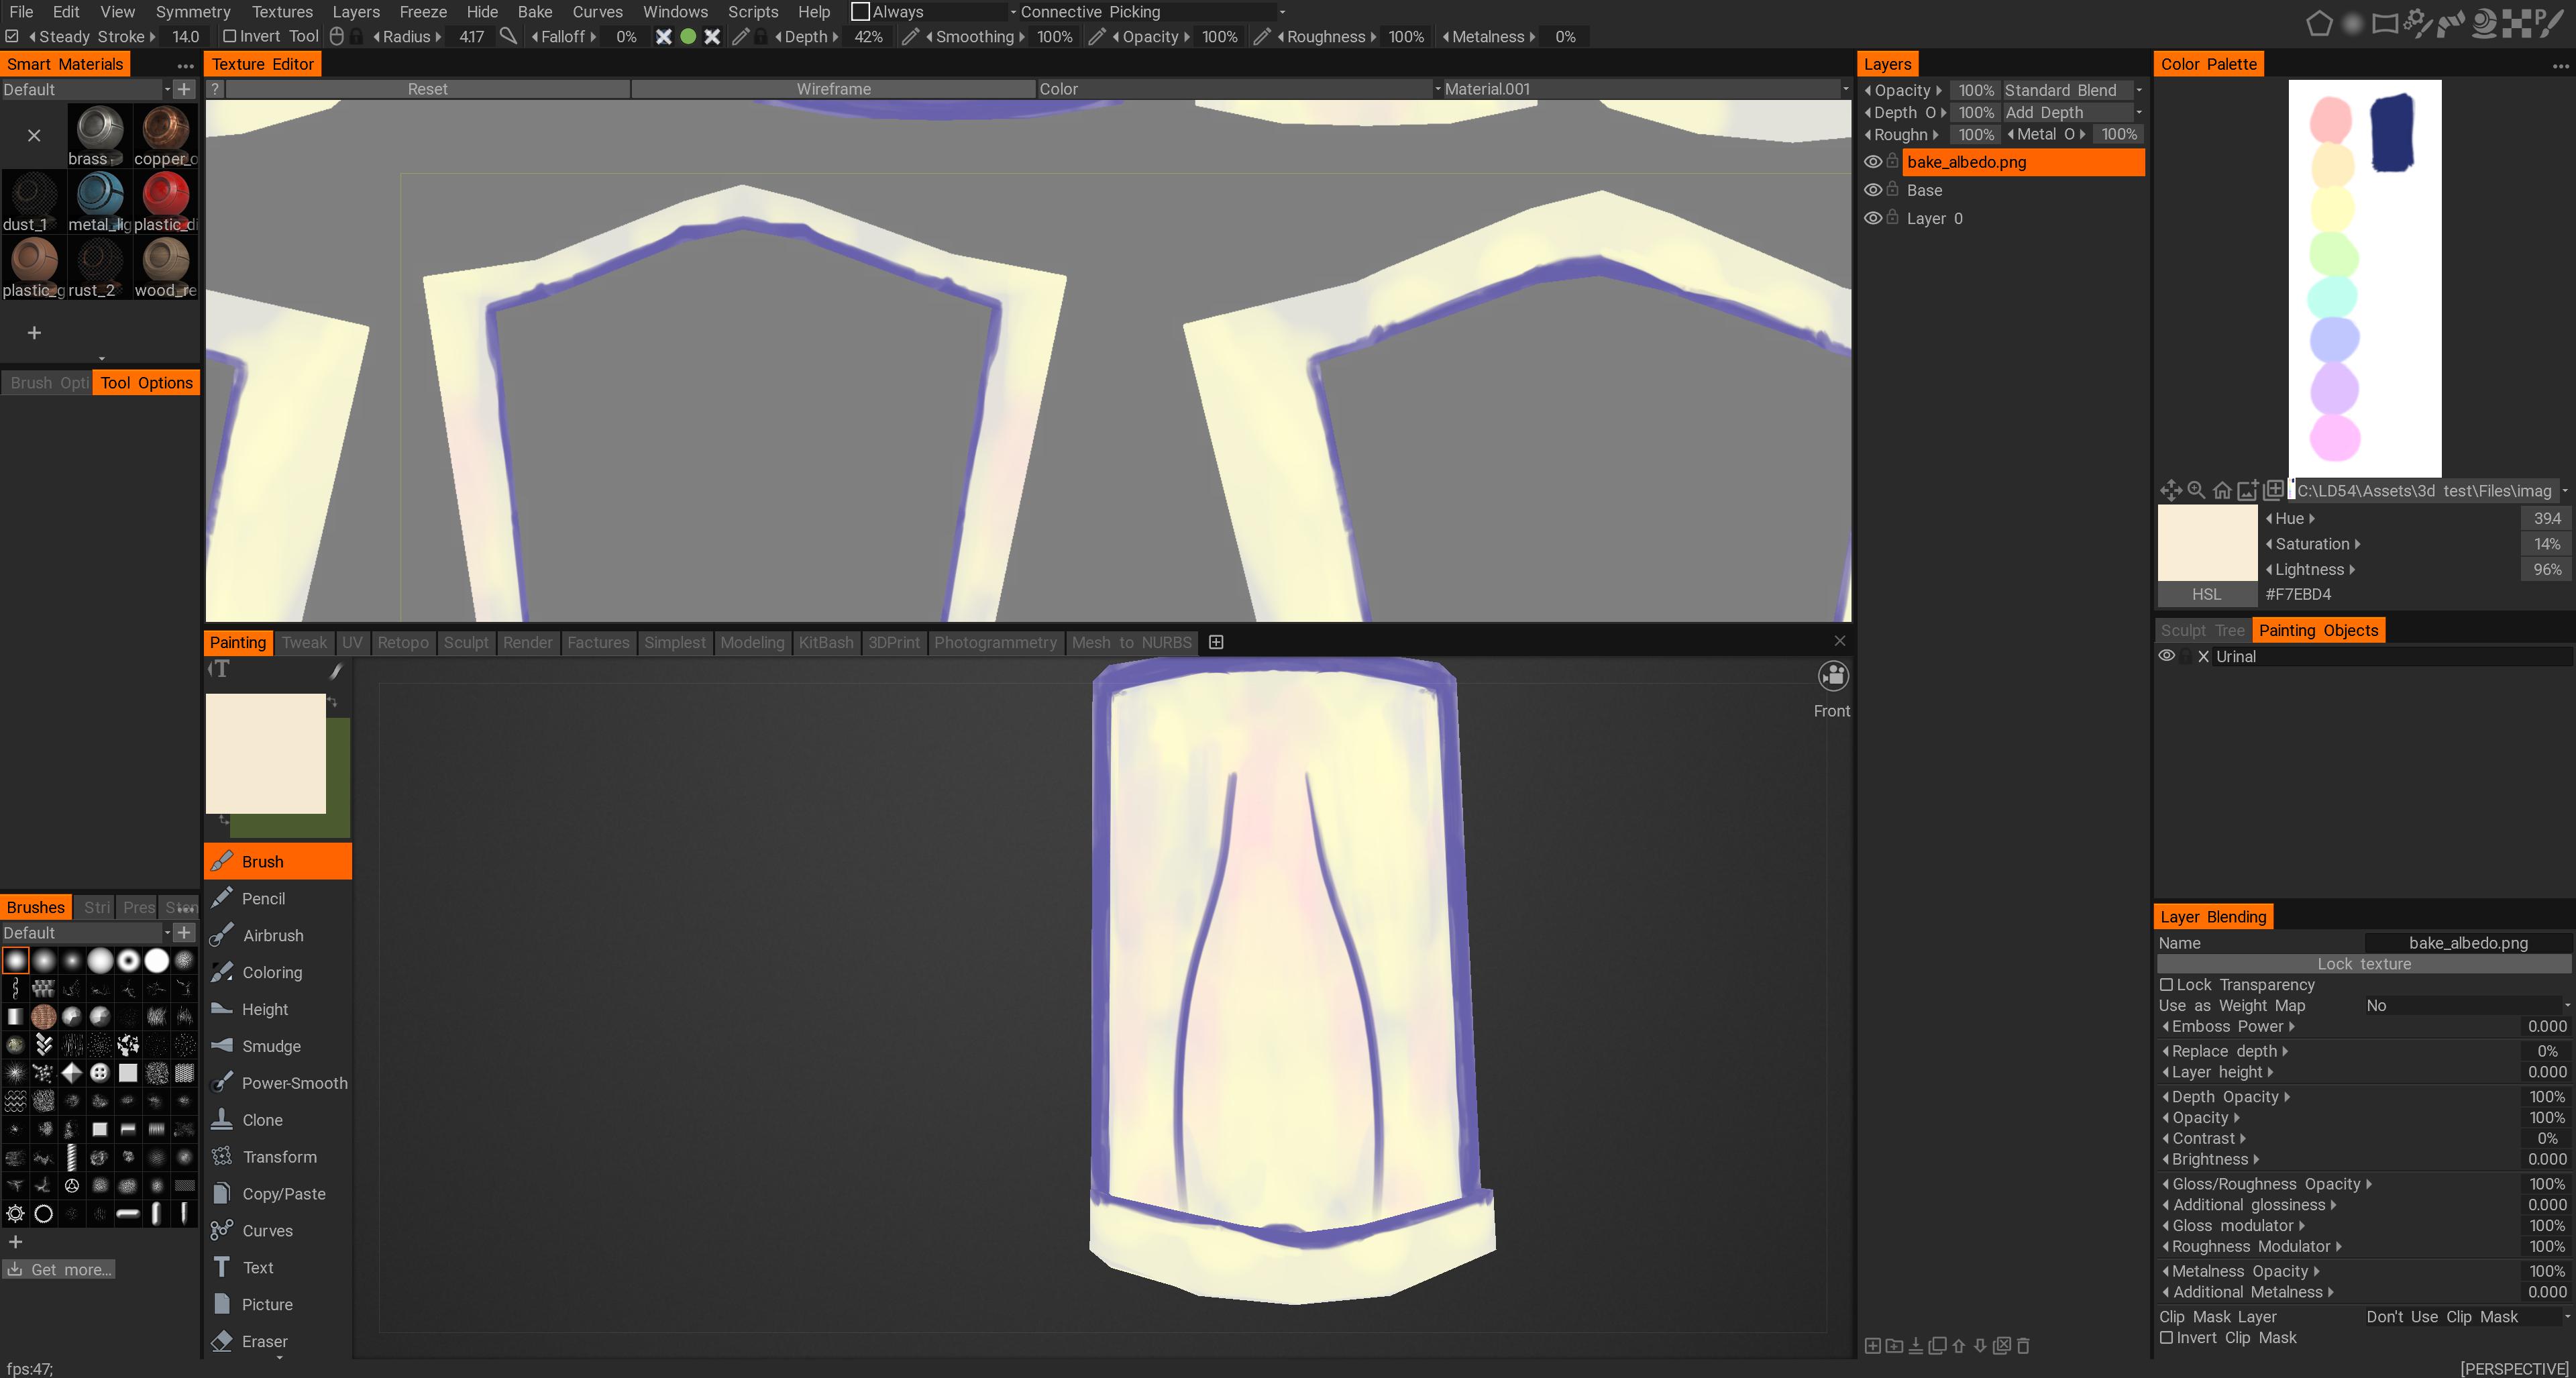 File Edit View Symmetry Textures Layers Freeze Hide Bake Curves Windows Scripts Help Always Connective Picking
Steady Stroke 14.0 Invert Tool Radius 4.17 Falloff 0% Depth 42% Smoothing 100% Opacity 100% Roughness 100% Metalness 0%
Smart Materials
Default
brass
copper_o
dust_1
metal_lig
plastic_di
plastic_g
rust_2
wood_re
Brush Opti Tool Options
Brushes Stri Pres
Default
Get more...
fps:47;
Texture Editor
? Reset Wireframe Color Material.001
Painting Tweak UV Retopo Sculpt Render Factures Simplest Modeling KitBash 3DPrint Photogrammetry Mesh to NURBS
T
Front
Brush
Pencil
Airbrush
Coloring
Height
Smudge
Power-Smooth
Clone
Transform
Copy/Paste
Curves
Text
Picture
Eraser
Layers
Opacity 100% Standard Blend
Depth O 100% Add Depth
Roughn 100% Metal O 100%
bake_albedo.png
Base
Layer 0
Color Palette
C:\LD54\Assets\3d test\Files\imag
Hue 39.4
Saturation 14%
Lightness 96%
HSL #F7EBD4
Sculpt Tree Painting Objects
X Urinal
Layer Blending
Name bake_albedo.png
Lock texture
Lock Transparency
Use as Weight Map No
Emboss Power 0.000
Replace depth 0%
Layer height 0.000
Depth Opacity 100%
Opacity 100%
Contrast 0%
Brightness 0.000
Gloss/Roughness Opacity 100%
Additional glossiness 0.000
Gloss modulator 100%
Roughness Modulator 100%
Metalness Opacity 100%
Additional Metalness 0.000
Clip Mask Layer Don't Use Clip Mask
Invert Clip Mask
[PERSPECTIVE]